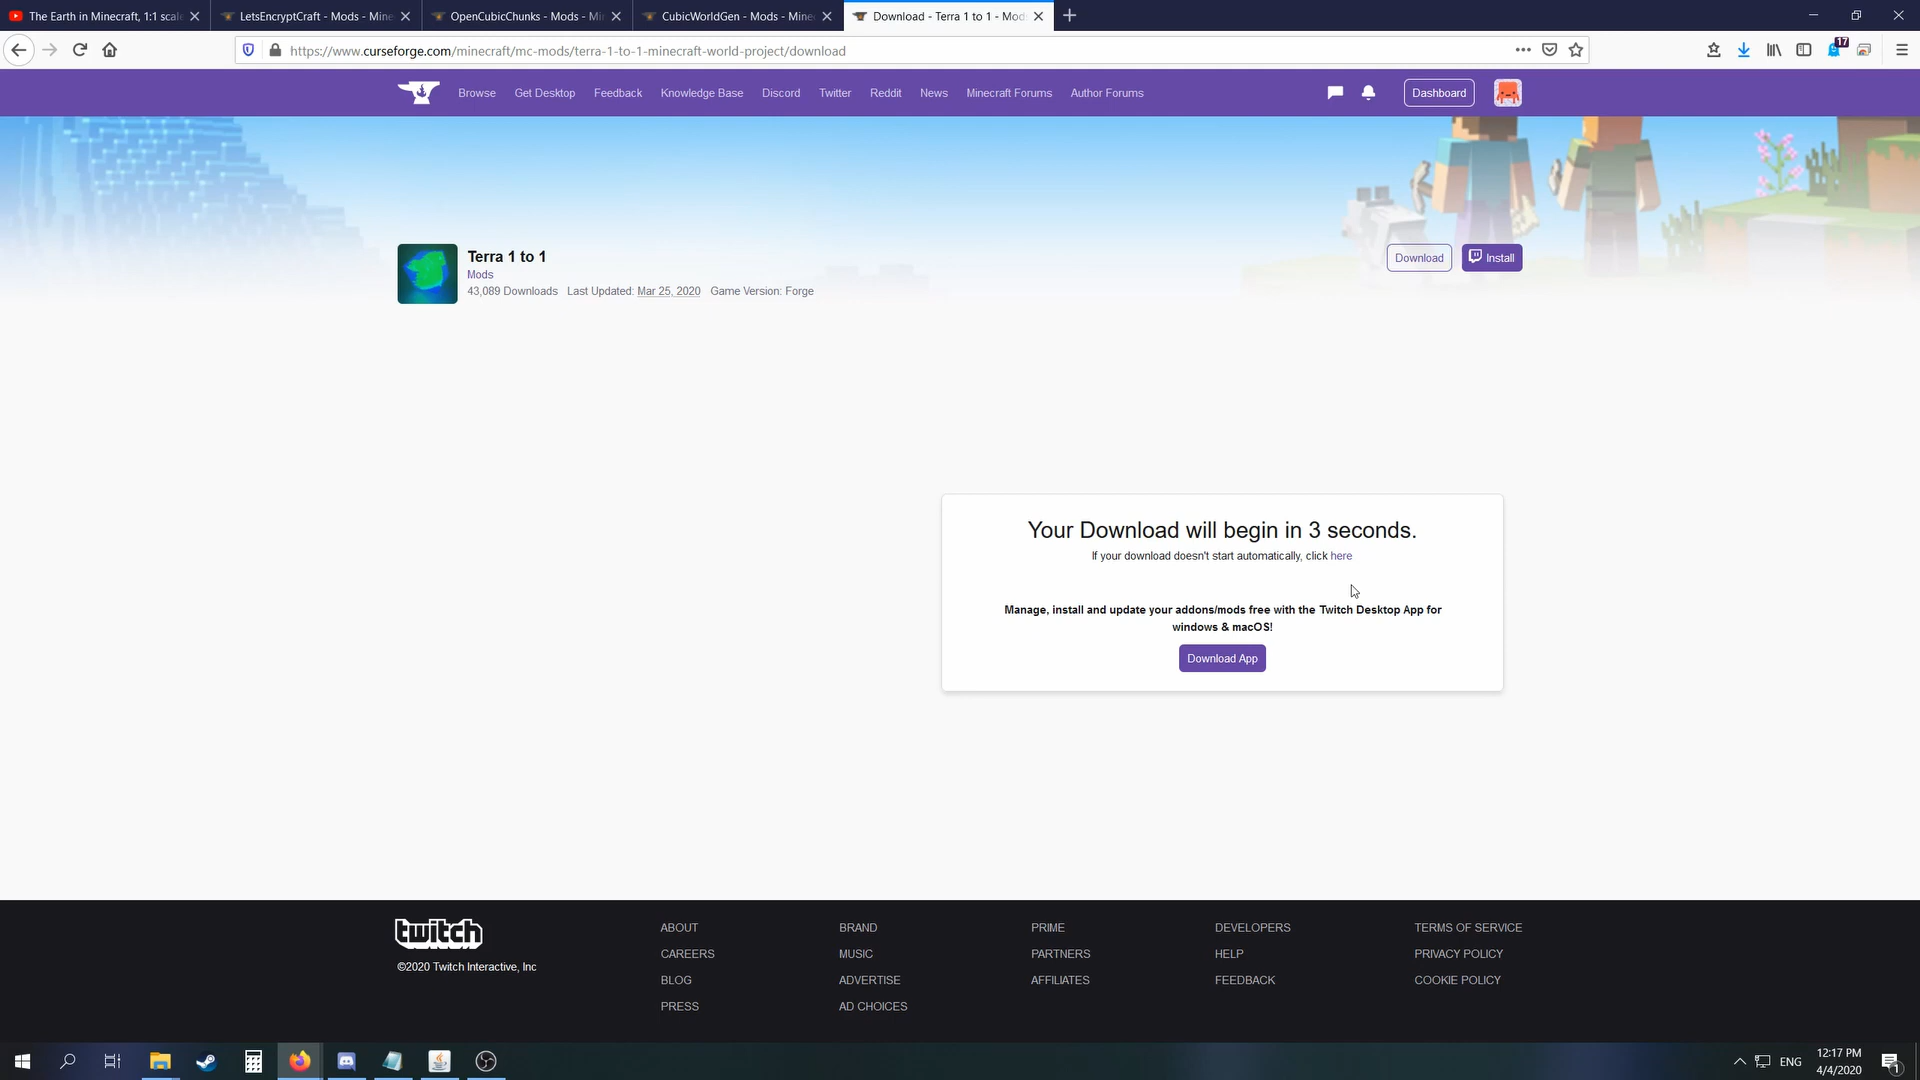 The Earth in Minecraft, 1:1 scal
LetsEncryptCraft - Mods - Mine
OpenCubicChunks - Mods - Mi
CubicWorldGen - Mods - Mine
Download - Terra 1 to 1 - Mod
https://www.curseforge.com/minecraft/mc-mods/terra-1-to-1-minecraft-world-project/download
17
Browse
Get Desktop
Feedback
Knowledge Base
Discord
Twitter
Reddit
News
Minecraft Forums
Author Forums
Dashboard
Terra 1 to 1
Mods
43,089 Downloads Last Updated: Mar 25, 2020 Game Version: Forge
Download
Install
Your Download will begin in 3 seconds.
If your download doesn't start automatically, click here
Manage, install and update your addons/mods free with the Twitch Desktop App for
windows & macOS!
Download App
twitch
©2020 Twitch Interactive, Inc
ABOUT
CAREERS
BLOG
PRESS
BRAND
MUSIC
ADVERTISE
AD CHOICES
PRIME
PARTNERS
AFFILIATES
DEVELOPERS
HELP
FEEDBACK
TERMS OF SERVICE
PRIVACY POLICY
COOKIE POLICY
ENG
12:17 PM
4/4/2020
1